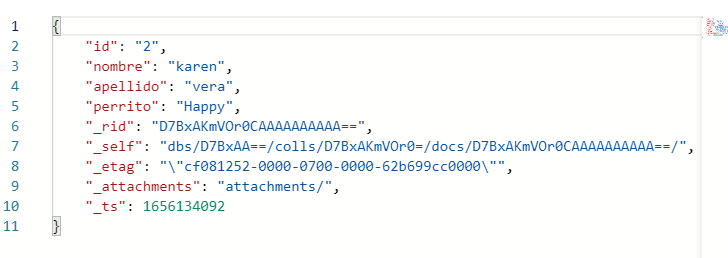 1 {
2 "id": "2",
3 "nombre": "karen",
4 "apellido": "vera",
5 "perrito": "Happy",
6 "_rid": "D7BxAKmVOr0CAAAAAAAAAA==",
7 "_self": "dbs/D7BxAA==/colls/D7BxAKmVOr0=/docs/D7BxAKmVOr0CAAAAAAAAAA==/",
8 "_etag": "\"cf081252-0000-0700-0000-62b699cc0000\"",
9 "_attachments": "attachments/",
10 "_ts": 1656134092
11 }